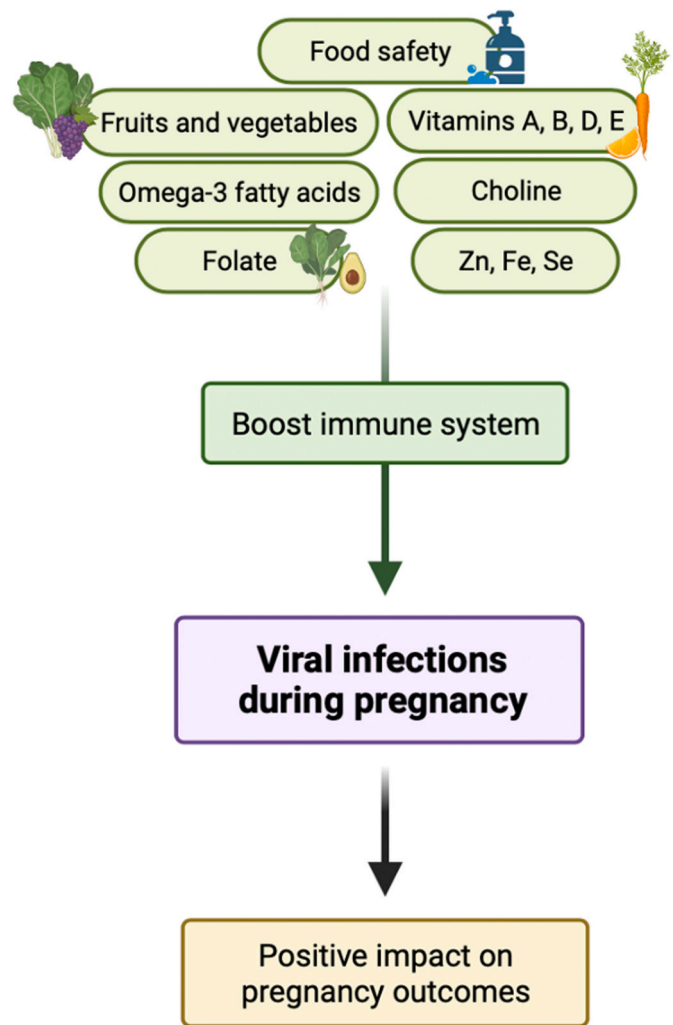 Food safety
Fruits and vegetables
Vitamins A, B, D, E
Omega-3 fatty acids
Choline
Folate
Zn, Fe, Se
Boost immune system
Viral infections
during pregnancy
Positive impact on
pregnancy outcomes